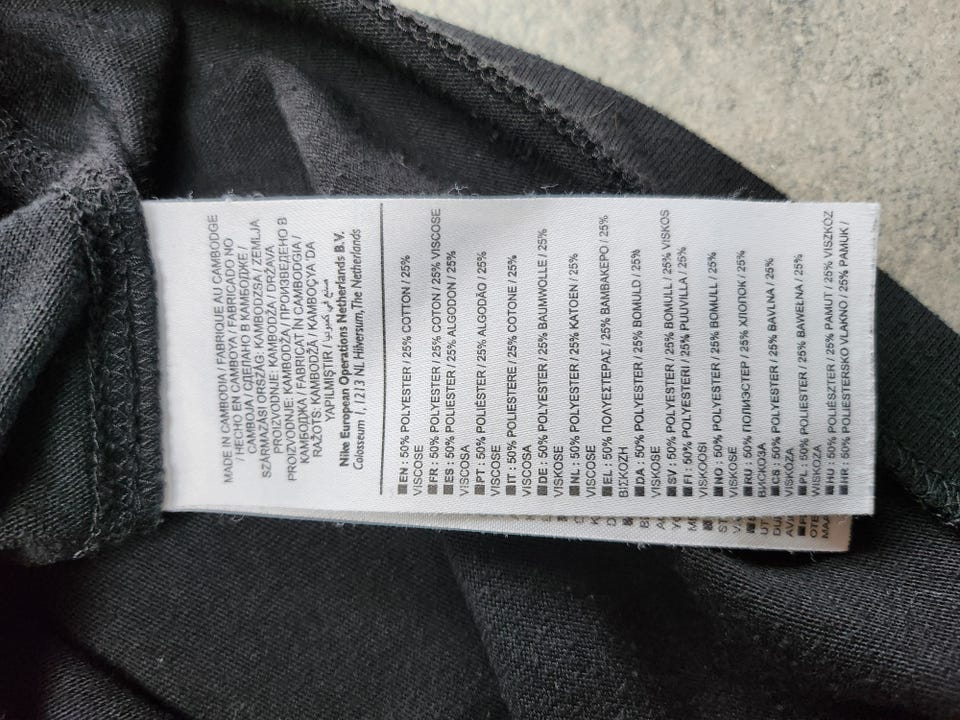 MADE IN CAMBODIA / FABRIQUE AU CAMBODGE
/ HECHO EN CAMBOYA / FABRICADO NO
CAMBOJA / СДЕЛАНО В КАМБОДЖЕ /
SZÁRMAZÁSI ORSZÁG: KAMBODZSA / ZEMLJA
PROIZVODNJE: KAMBODŽA / DRŽAVA
PROIZVODNJE: KAMBODŽA / ПРОИЗВЕДЕНО В
КАМБОДЖА / FABRICAT ÎN CAMBODGIA /
RAŽOTS: KAMBODŽĀ / KAMBOÇYA 'DA
YAPILMIŞTIR / صنع في كمبوديا
Nike European Operations Netherlands B.V.
Colosseum 1, 1213 NL Hilversum, The Netherlands
EN : 50% POLYESTER / 25% COTTON / 25%
VISCOSE
FR : 50% POLYESTER / 25% COTON / 25% VISCOSE
ES : 50% POLIESTER / 25% ALGODON / 25%
VISCOSA
PT : 50% POLIÉSTER / 25% ALGODÃO / 25%
VISCOSE
IT : 50% POLIESTERE / 25% COTONE / 25%
VISCOSA
DE : 50% POLYESTER / 25% BAUMWOLLE / 25%
VISKOSE
NL : 50% POLYESTER / 25% KATOEN / 25%
VISCOSE
EL : 50% ΠΟΛΥΕΣΤΕΡΑΣ / 25% ΒΑΜΒΑΚΕΡΟ / 25%
ΒΙΣΚΟΖΗ
DA : 50% POLYESTER / 25% BOMULD / 25%
VISKOSE
SV : 50% POLYESTER / 25% BOMULL / 25% VISKOS
FI : 50% POLYESTERI / 25% PUUVILLA / 25%
VISKOOSI
NO : 50% POLYESTER / 25% BOMULL / 25%
VISKOSE
RU : 50% ПОЛИЭСТЕР / 25% ХЛОПОК / 25%
ВИСКОЗА
CS : 50% POLYESTER / 25% BAVLNA / 25%
VISKÓZA
PL : 50% POLIESTER / 25% BAWEŁNA / 25%
WISKOZA
HU : 50% POLIÉSZTER / 25% PAMUT / 25% VISZKÓZ
HR : 50% POLIESTERSKO VLAKNO / 25% PAMUK /